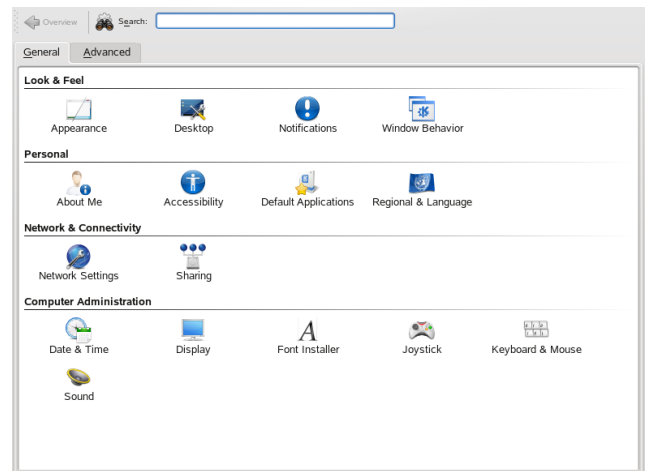 Overview Search:
General Advanced
Look & Feel
Appearance Desktop Notifications Window Behavior
Personal
About Me Accessibility Default Applications Regional & Language
Network & Connectivity
Network Settings Sharing
Computer Administration
Date & Time Display Font Installer Joystick Keyboard & Mouse
Sound